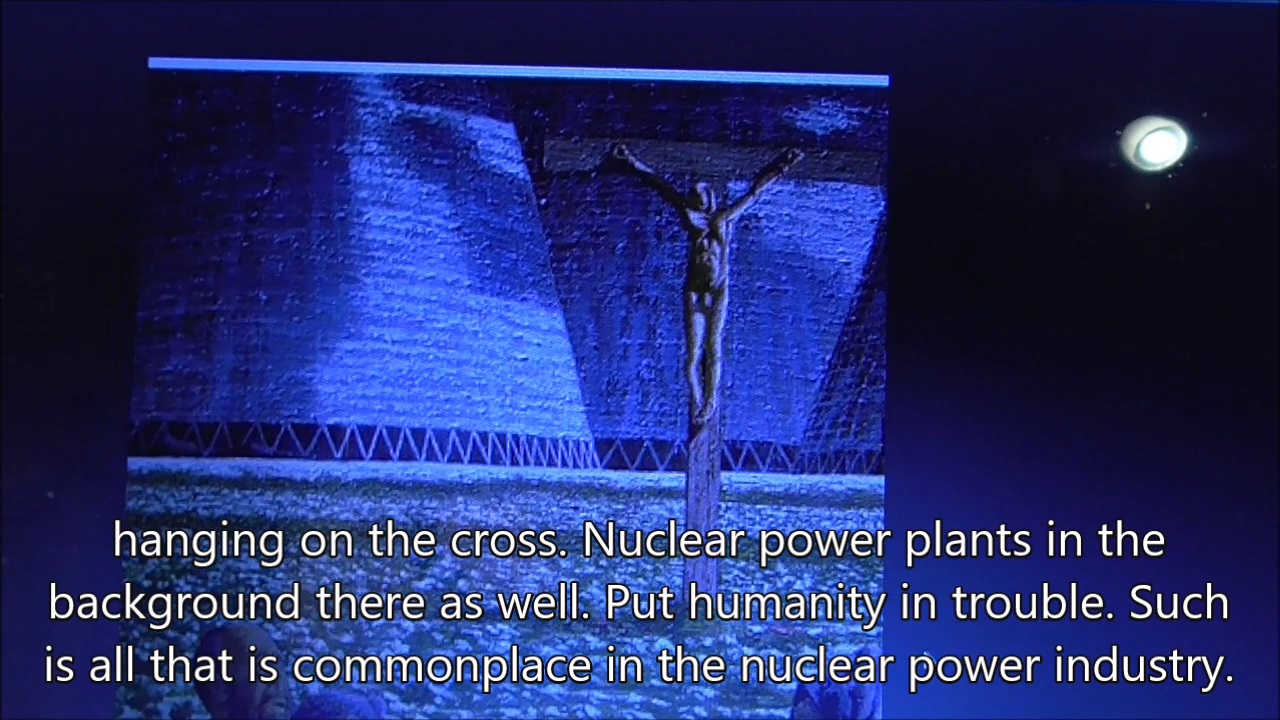 hanging on the cross. Nuclear power plants in the
background there as well. Put humanity in trouble. Such
is all that is commonplace in the nuclear power industry.